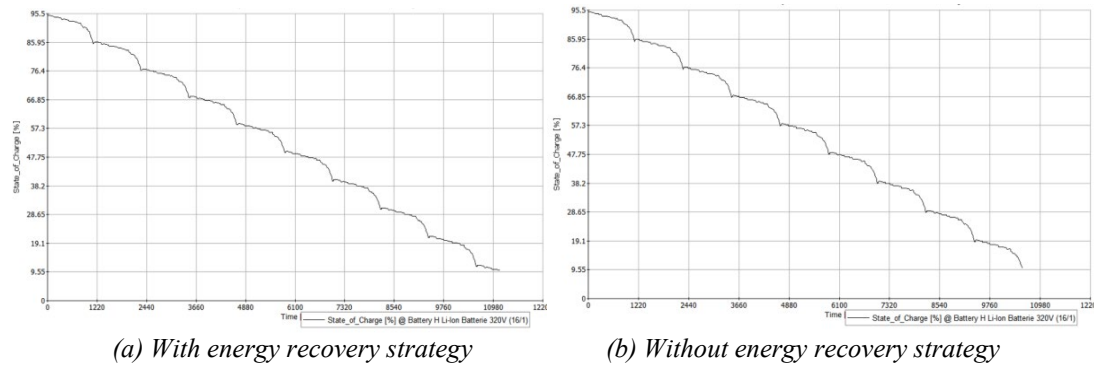 95.5
85.95
76.4
66.85
57.3
47.75
38.2
28.65
19.1
9.55
0
State_of_Charge [%]
0 1220 2440 3660 4880 6100 7320 8540 9760 10980 1220
Time [
State_of_Charge [%] @ Battery H Li-Ion Batterie 320V (16/1)
(a) With energy recovery strategy
95.5
85.95
76.4
66.85
57.3
47.75
38.2
28.65
19.1
9.55
0
State_of_Charge [%]
0 1220 2440 3660 4880 6100 7320 8540 9760 10980 1220
Time [
State_of_Charge [%] @ Battery H Li-Ion Batterie 320V (16/1)
(b) Without energy recovery strategy